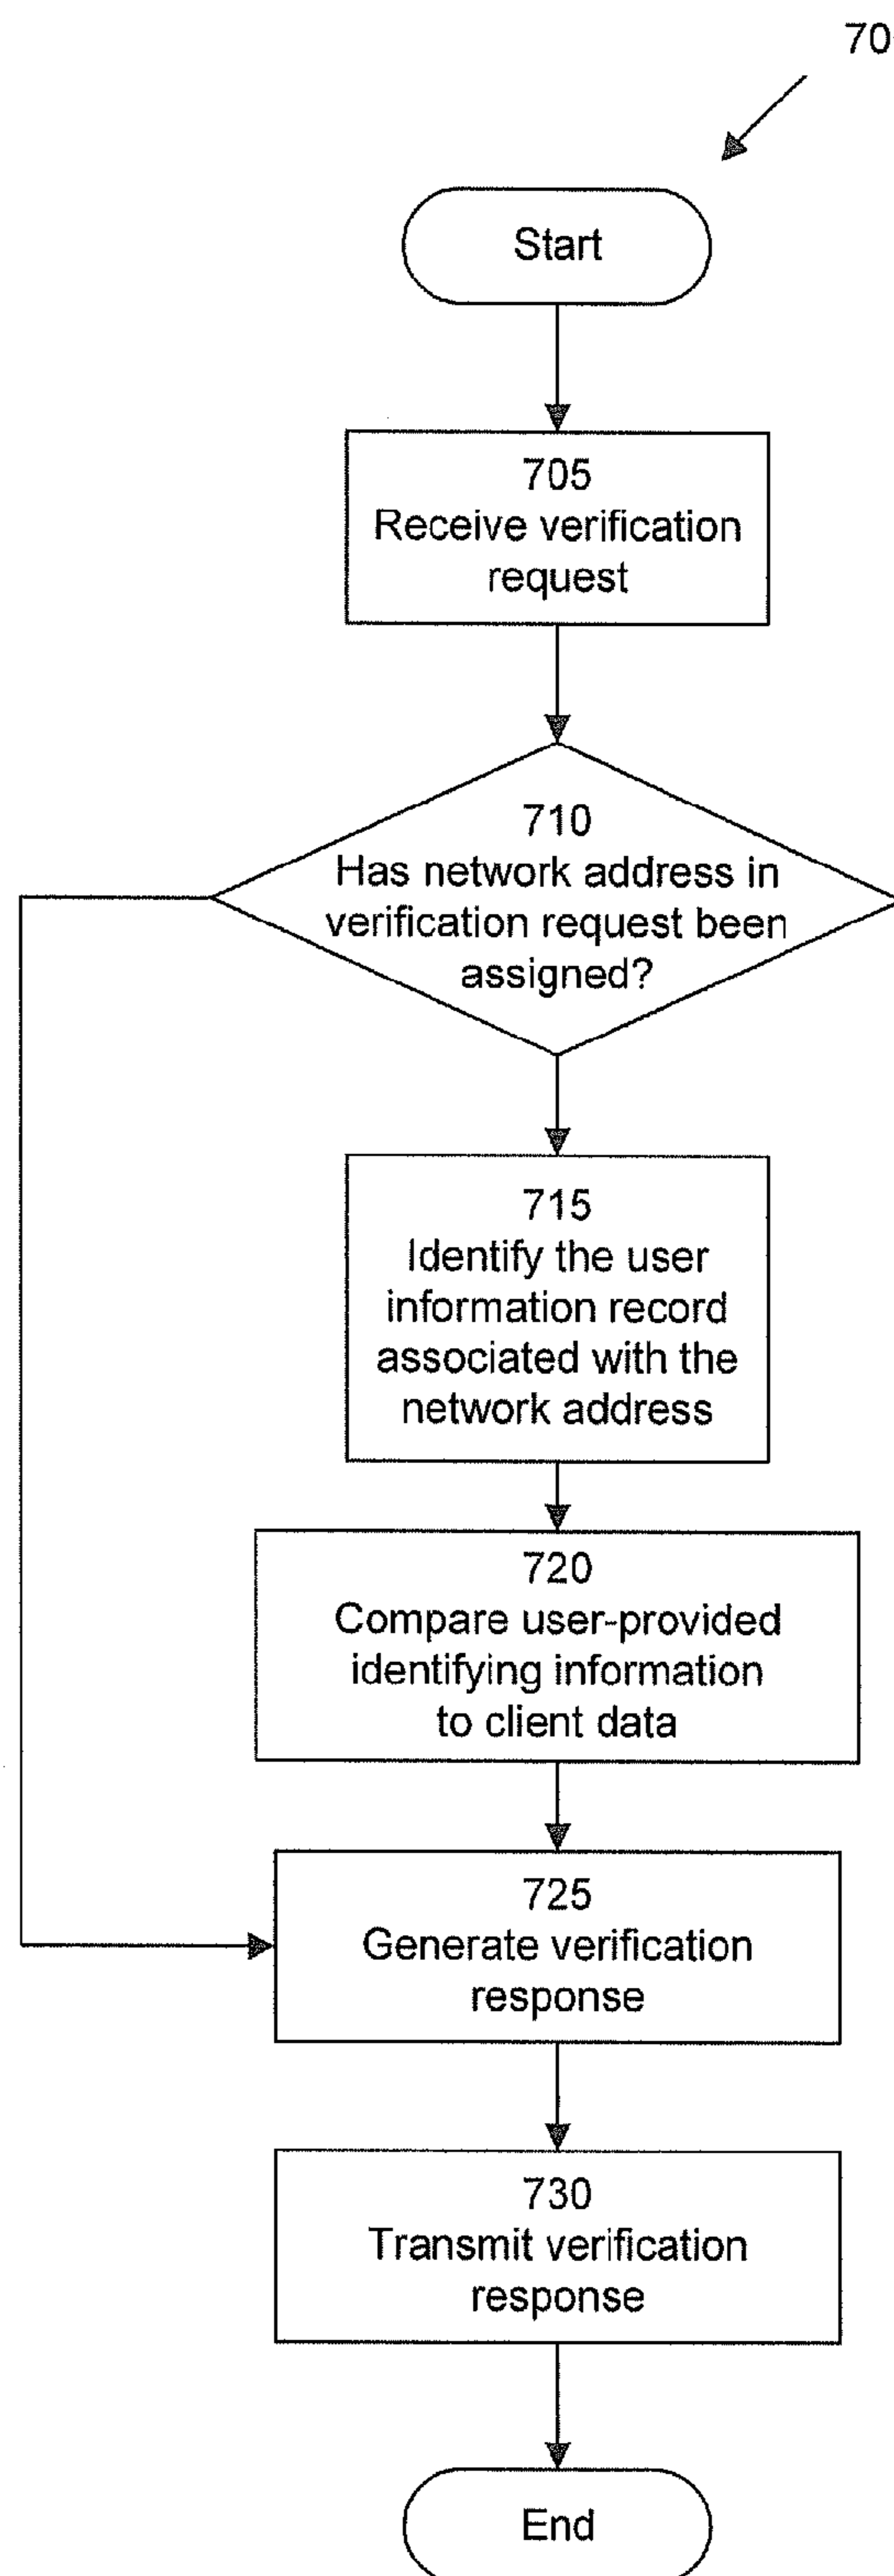 70
Start
705
Receive verification
request
710
Has network address in
verification request been
assigned?
715
Identify the user
information record
associated with the
network address
720
Compare user-provided
identifying information
to client data
725
Generate verification
response
730
Transmit verification
response
End